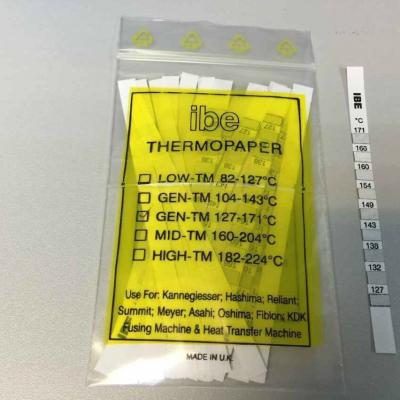 ibe
THERMOPAPER
LOW-TM 82-127°C
GEN-TM 104-143°C
GEN-TM 127-171°C
MID-TM 160-204°C
HIGH-TM 182-224°C
Use For: Kannegiesser; Hashima; Reliant;
Summit; Meyer; Asahi; Oshima; Fiblon; KDK
Fusing Machine & Heat Transfer Machine
MADE IN U.K.
IBE
°C
171
166
160
154
149
143
138
132
127